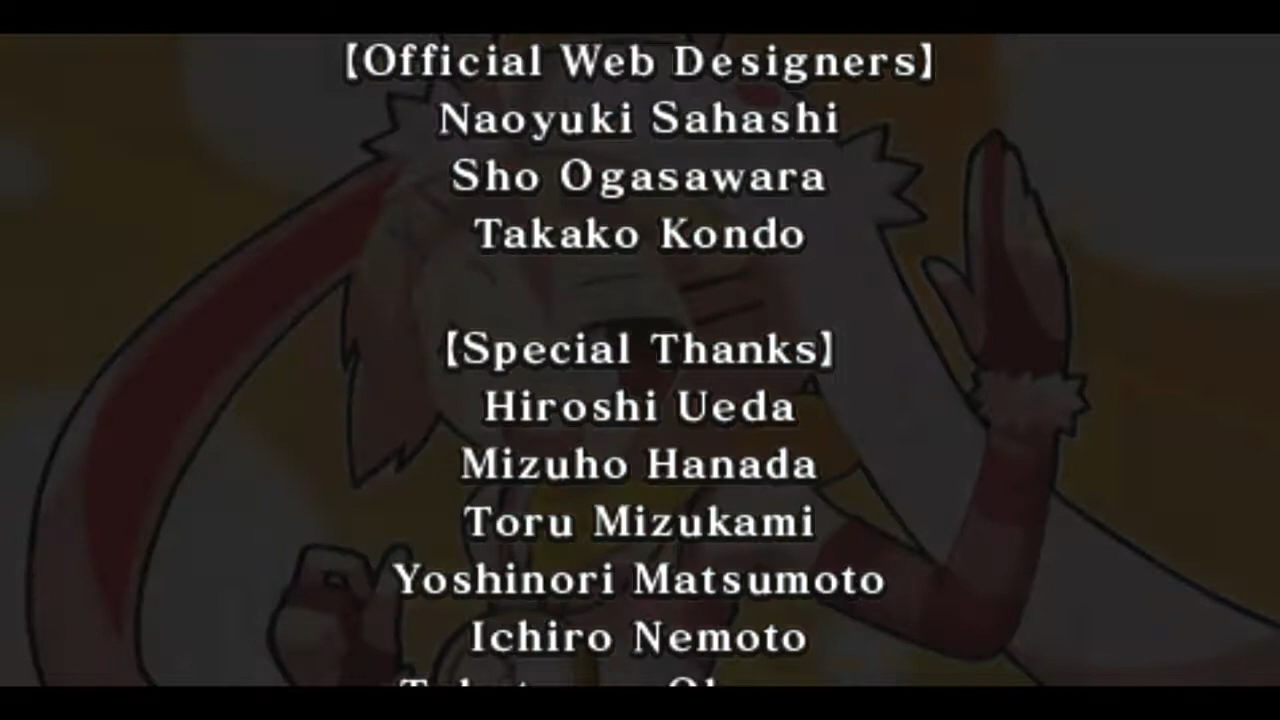 【Official Web Designers】
Naoyuki Sahashi
Sho Ogasawara
Takako Kondo
【Special Thanks】
Hiroshi Ueda
Mizuho Hanada
Toru Mizukami
Yoshinori Matsumoto
Ichiro Nemoto